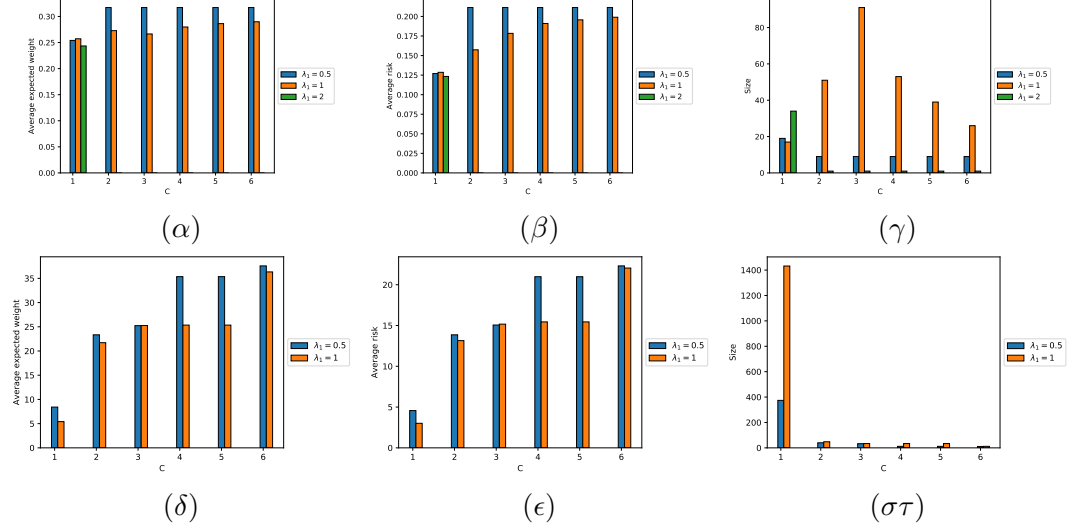 0.30
0.25
0.20
0.15
0.10
0.05
0.00
Average expected weight
1 2 3 4 5 6
C
λ₁ = 0.5
λ₁ = 1
λ₁ = 2
(α)
0.200
0.175
0.150
0.125
0.100
0.075
0.050
0.025
0.000
Average risk
1 2 3 4 5 6
C
λ₁ = 0.5
λ₁ = 1
λ₁ = 2
(β)
80
60
40
20
0
Size
1 2 3 4 5 6
C
λ₁ = 0.5
λ₁ = 1
λ₁ = 2
(γ)
35
30
25
20
15
10
5
0
Average expected weight
1 2 3 4 5 6
C
λ₁ = 0.5
λ₁ = 1
(δ)
20
15
10
5
0
Average risk
1 2 3 4 5 6
C
λ₁ = 0.5
λ₁ = 1
(ϵ)
1400
1200
1000
800
600
400
200
0
Size
1 2 3 4 5 6
C
λ₁ = 0.5
λ₁ = 1
(στ)